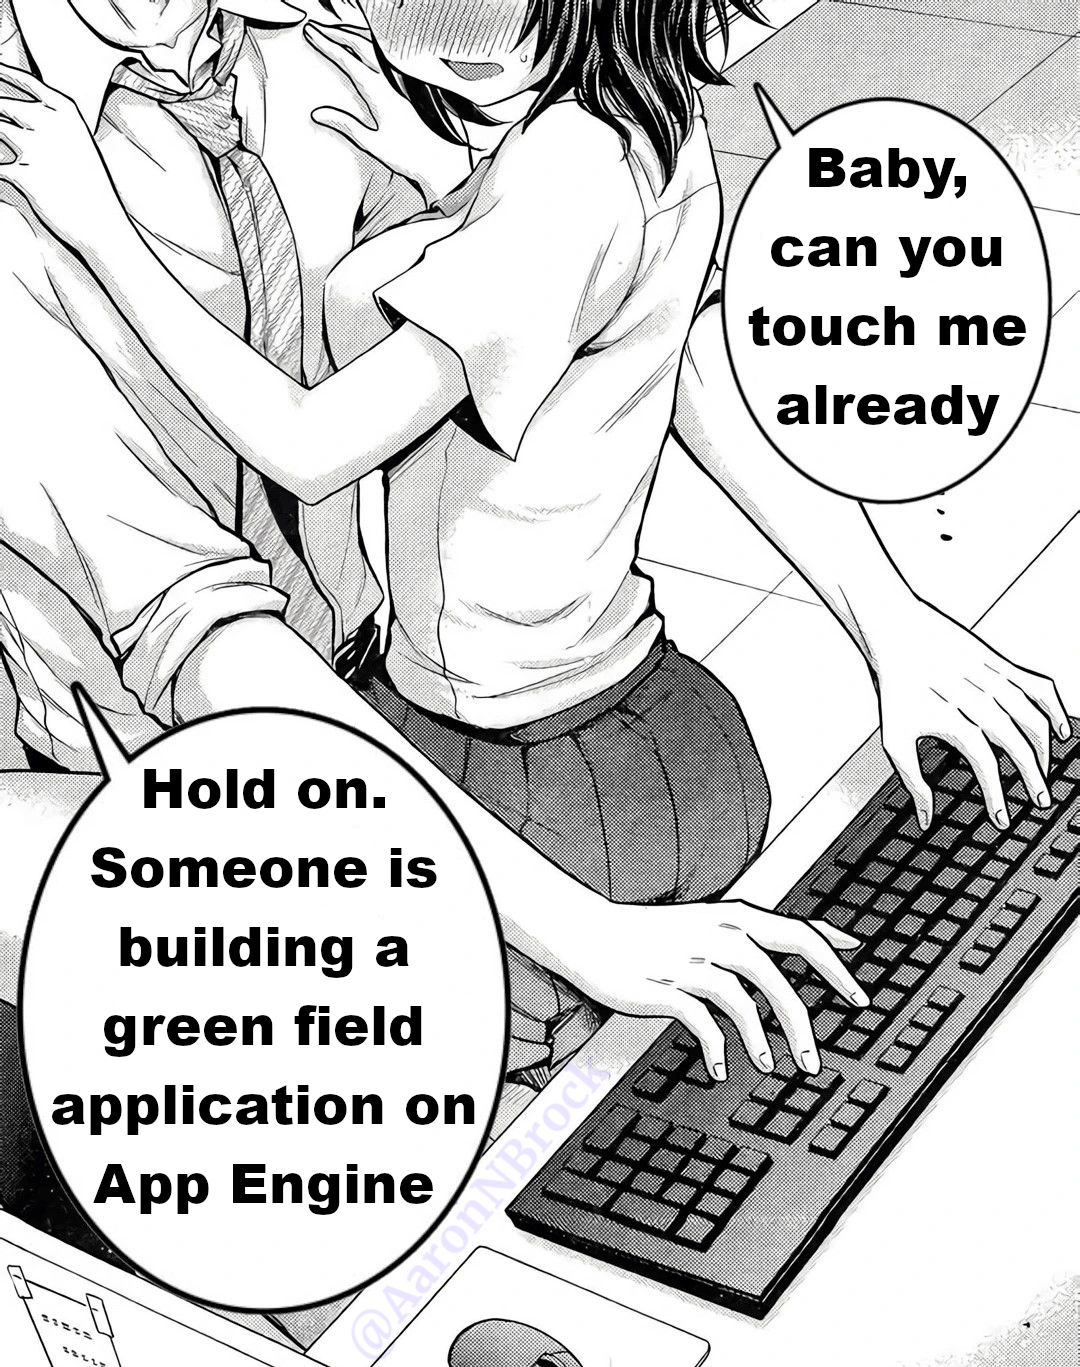 Baby,
can you
touch me
already
Hold on.
Someone is
building a
green field
application on
App Engine
@AaronNBrock